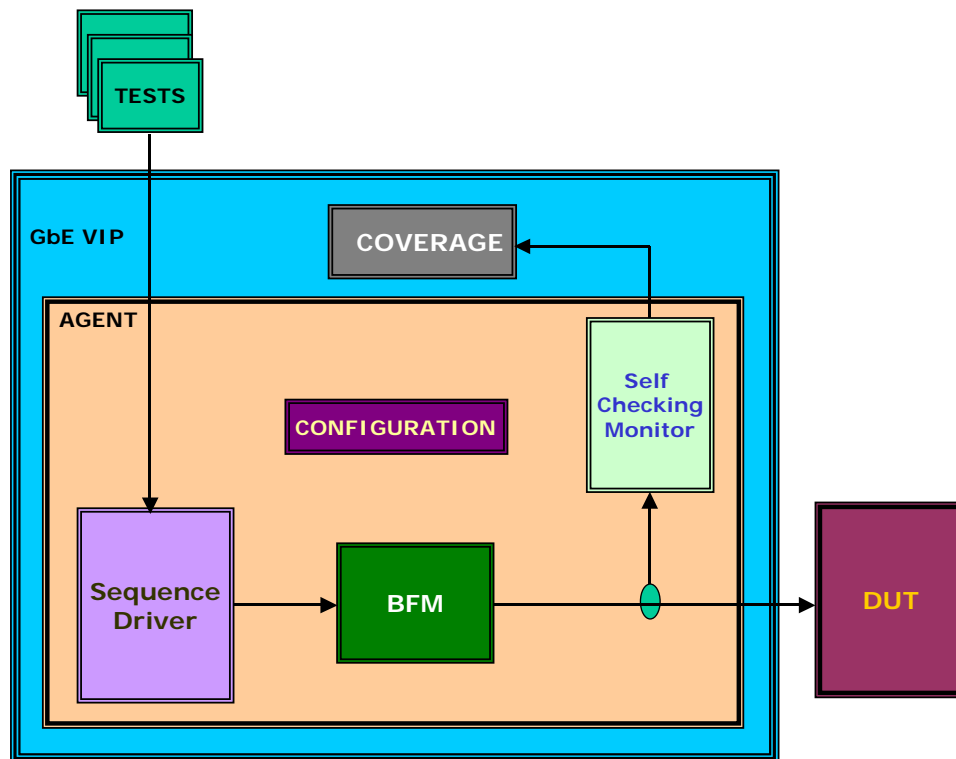 TESTS
GbE VIP
COVERAGE
AGENT
Self
Checking
Monitor
CONFIGURATION
Sequence
Driver
BFM
DUT